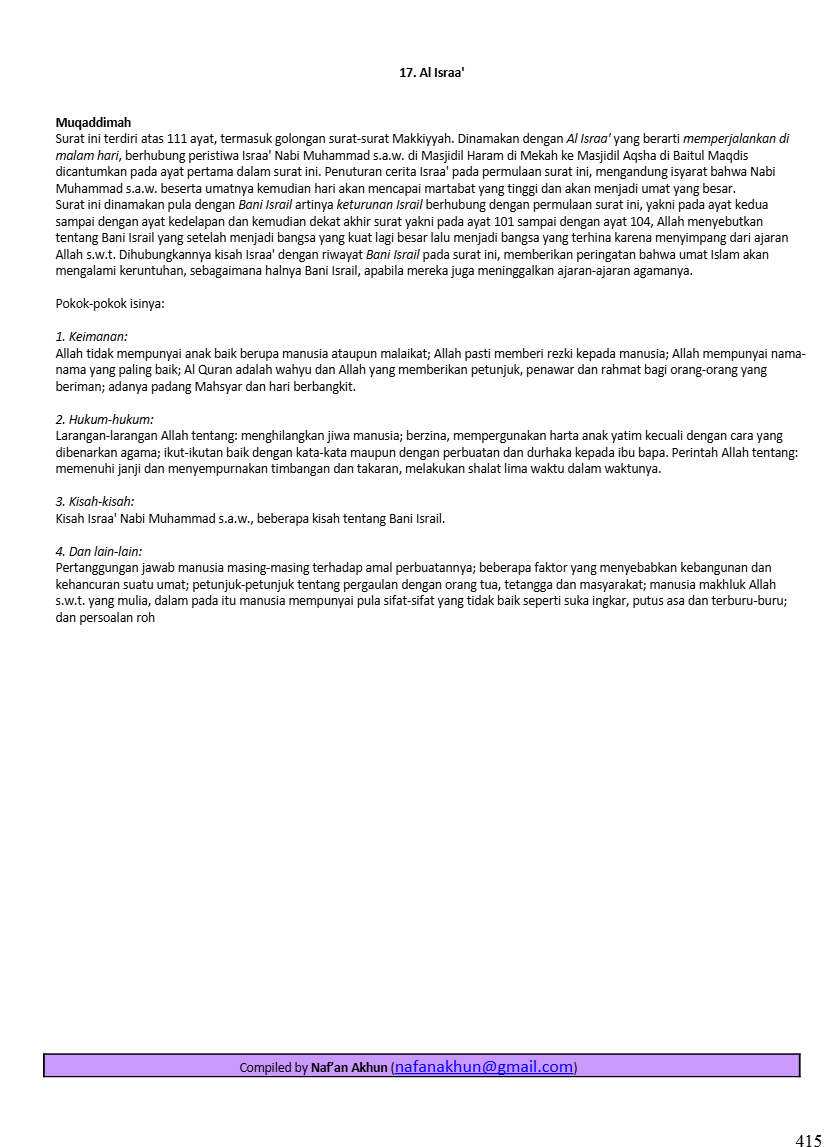 17. Al Israa'
Muqaddimah
Surat ini terdiri atas 111 ayat, termasuk golongan surat-surat Makkiyyah. Dinamakan dengan Al Israa' yang berarti memperjalankan di
malam hari, berhubung peristiwa Israa' Nabi Muhammad s.a.w. di Masjidil Haram di Mekah ke Masjidil Aqsha di Baitul Maqdis
dicantumkan pada ayat pertama dalam surat ini. Penuturan cerita Israa' pada permulaan surat ini, mengandung isyarat bahwa Nabi
Muhammad s.a.w. beserta umatnya kemudian hari akan mencapai martabat yang tinggi dan akan menjadi umat yang besar.
Surat ini dinamakan pula dengan Bani Israil artinya keturunan Israil berhubung dengan permulaan surat ini, yakni pada ayat kedua
sampai dengan ayat kedelapan dan kemudian dekat akhir surat yakni pada ayat 101 sampai dengan ayat 104, Allah menyebutkan
tentang Bani Israil yang setelah menjadi bangsa yang kuat lagi besar lalu menjadi bangsa yang terhina karena menyimpang dari ajaran
Allah s.w.t. Dihubungkannya kisah Israa' dengan riwayat Bani Israil pada surat ini, memberikan peringatan bahwa umat Islam akan
mengalami keruntuhan, sebagaimana halnya Bani Israil, apabila mereka juga meninggalkan ajaran-ajaran agamanya.
Pokok-pokok isinya:
1. Keimanan:
Allah tidak mempunyai anak baik berupa manusia ataupun malaikat; Allah pasti memberi rezki kepada manusia; Allah mempunyai nama-
nama yang paling baik; Al Quran adalah wahyu dan Allah yang memberikan petunjuk, penawar dan rahmat bagi orang-orang yang
beriman; adanya padang Mahsyar dan hari berbangkit.
2. Hukum-hukum:
Larangan-larangan Allah tentang: menghilangkan jiwa manusia; berzina, mempergunakan harta anak yatim kecuali dengan cara yang
dibenarkan agama; ikut-ikutan baik dengan kata-kata maupun dengan perbuatan dan durhaka kepada ibu bapa. Perintah Allah tentang:
memenuhi janji dan menyempurnakan timbangan dan takaran, melakukan shalat lima waktu dalam waktunya.
3. Kisah-kisah:
Kisah Israa' Nabi Muhammad s.a.w., beberapa kisah tentang Bani Israil.
4. Dan lain-lain:
Pertanggungan jawab manusia masing-masing terhadap amal perbuatannya; beberapa faktor yang menyebabkan kebangunan dan
kehancuran suatu umat; petunjuk-petunjuk tentang pergaulan dengan orang tua, tetangga dan masyarakat; manusia makhluk Allah
s.w.t. yang mulia, dalam pada itu manusia mempunyai pula sifat-sifat yang tidak baik seperti suka ingkar, putus asa dan terburu-buru;
dan persoalan roh
Compiled by Naf’an Akhun (nafanakhun@gmail.com)
415